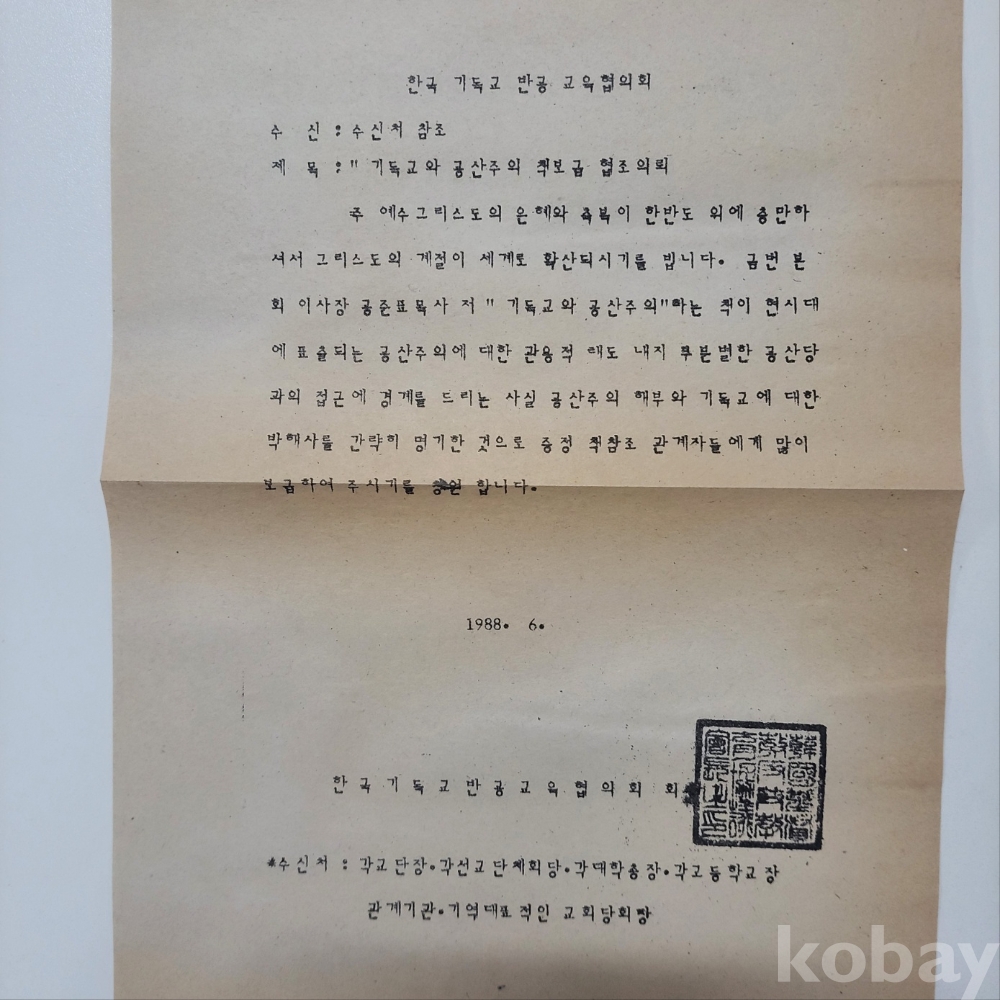 한국 기독교 반공 교육협의회
수 신 : 수신처 참조
제 목 : " 기독교와 공산주의 책보급 협조의뢰
주 예수그리스도의 은혜와 축복이 한반도 위에 충만하
셔서 그리스도의 계절이 세계로 확산되시기를 빕니다. 금번 본
회 이사장 공준표목사 저 " 기독교와 공산주의"하는 책이 현시대
에 표출되는 공산주의에 대한 관용적 태도 내지 무분별한 공산당
과의 접근에 경계를 드리는 사실 공산주의 해부와 기독교에 대한
박해사를 간략히 명기한 것으로 증정 책참조 관계자들에게 많이
보급하여 주시기를 합니다.
1988. 6.
한국기독교반공교육협의회 회
*수신처 : 각교단장.각선교단체회당.각대학총장.각고등학교장
관계기관.기역대표적인 교회당회장
kobay